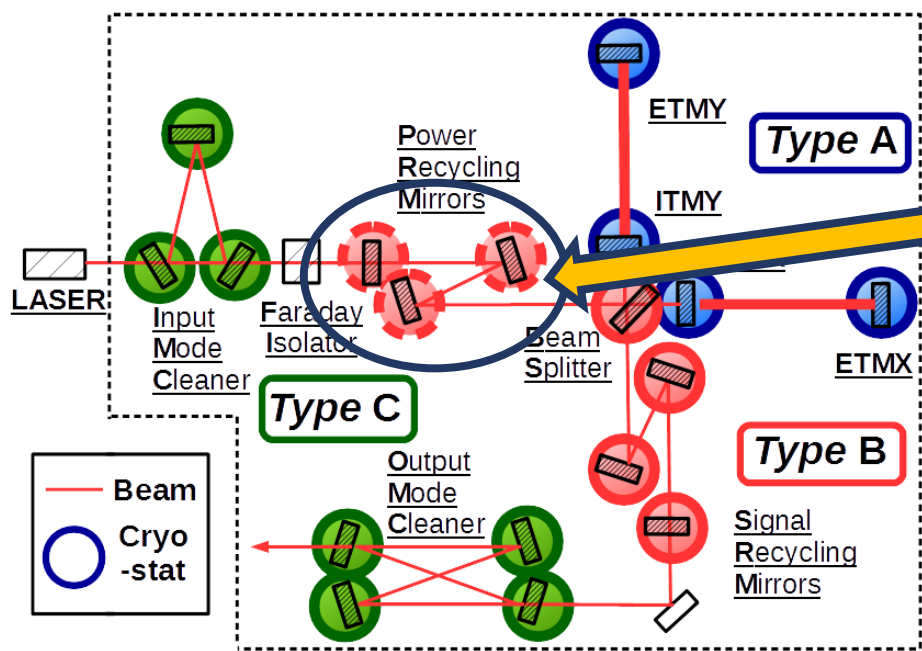 ETMY
Type A
Power
Recycling
Mirrors
ITMY
LASER
Input
Mode
Cleaner
Faraday
Isolator
Beam
Splitter
ETMX
Type C
Type B
Output
Mode
Cleaner
Signal
Recycling
Mirrors
Beam
Cryo
-stat